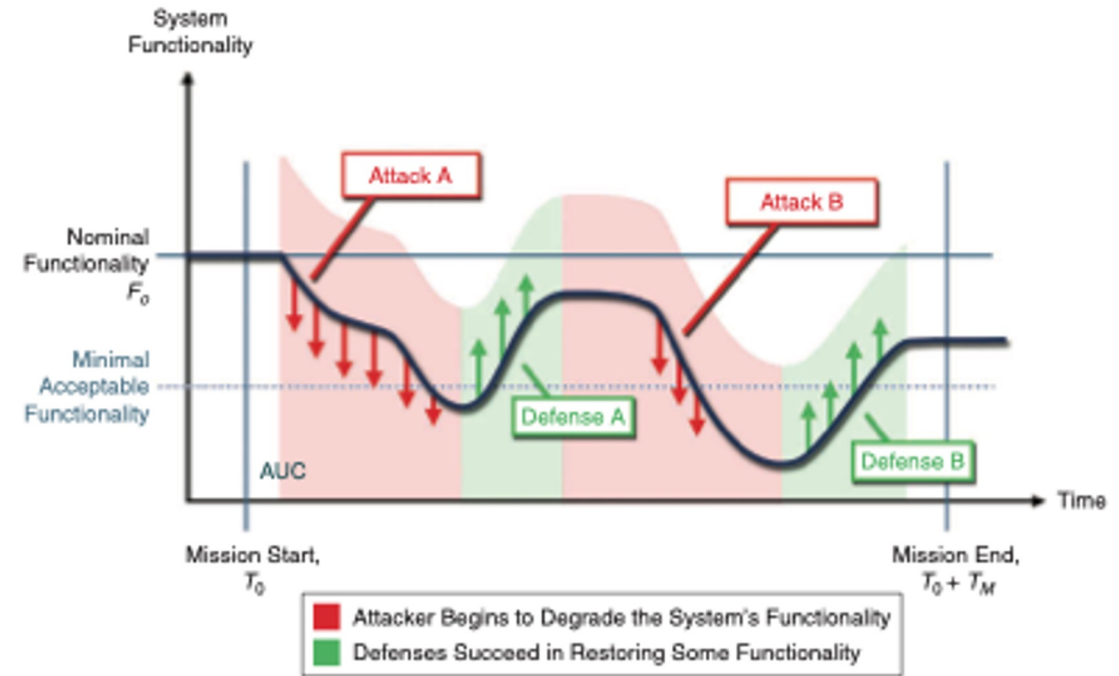 System
Functionality
Attack A
Attack B
Nominal
Functionality
F₀
Minimal
Acceptable
Functionality
Defense A
Defense B
AUC
Time
Mission Start,
T₀
Mission End,
T₀ + T_M
Attacker Begins to Degrade the System's Functionality
Defenses Succeed in Restoring Some Functionality